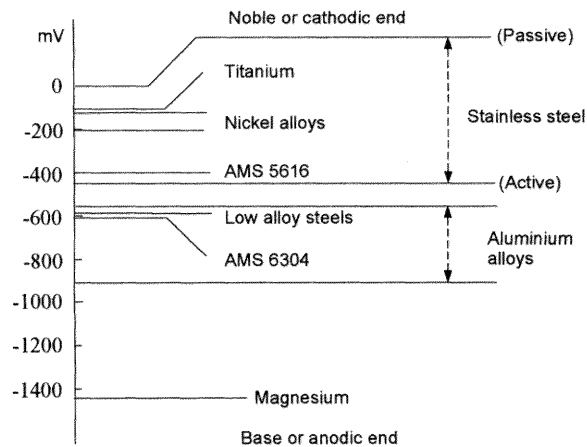 Noble or cathodic end
mV
(Passive)
Titanium
0
Stainless steel
Nickel alloys
-200
AMS 5616
-400
(Active)
Low alloy steels
-600
Aluminium
alloys
AMS 6304
-800
-1000
-1200
-1400
Magnesium
Base or anodic end